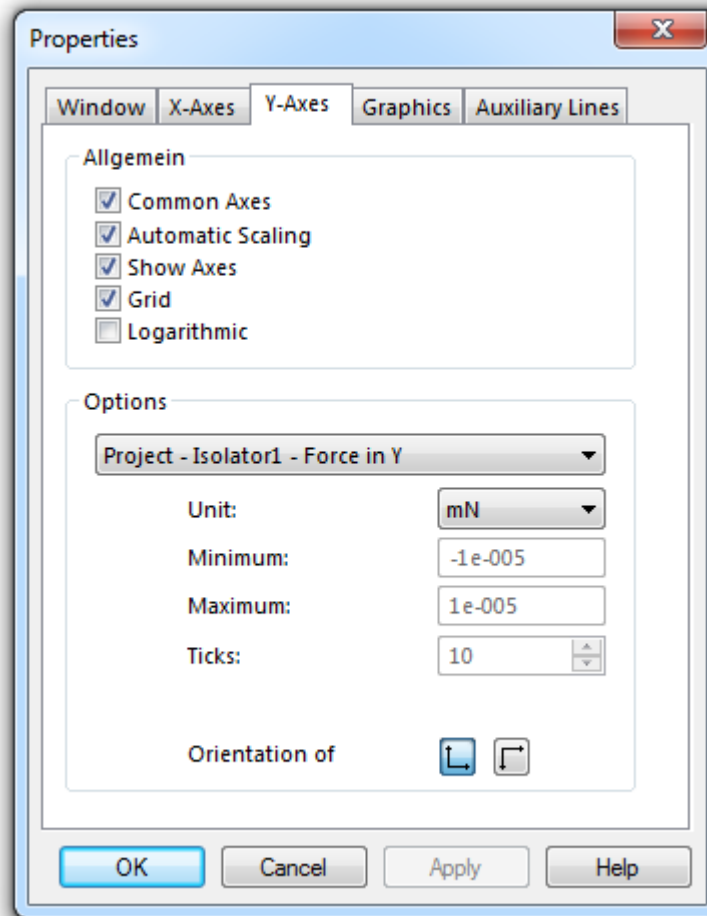 Properties
Window X-Axes Y-Axes Graphics Auxiliary Lines
Allgemein
Common Axes
Automatic Scaling
Show Axes
Grid
Logarithmic
Options
Project - Isolator1 - Force in Y
Unit: mN
Minimum: -1e-005
Maximum: 1e-005
Ticks: 10
Orientation of
OK Cancel Apply Help